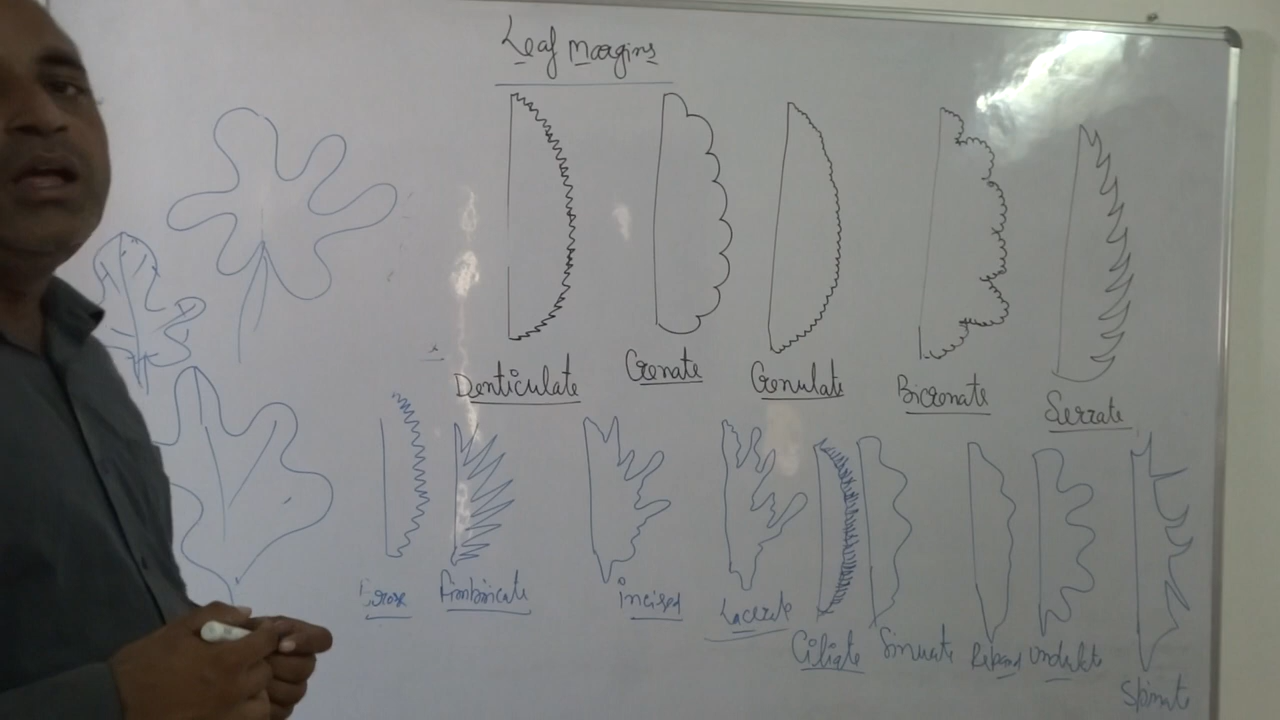 Leaf margins
Denticulate
Crenate
Crenulate
Bicrenate
Serrate
Erose
Fimbricate
incised
Lacerate
Ciliate
Sinuate
Repand
Undulate
Spinate